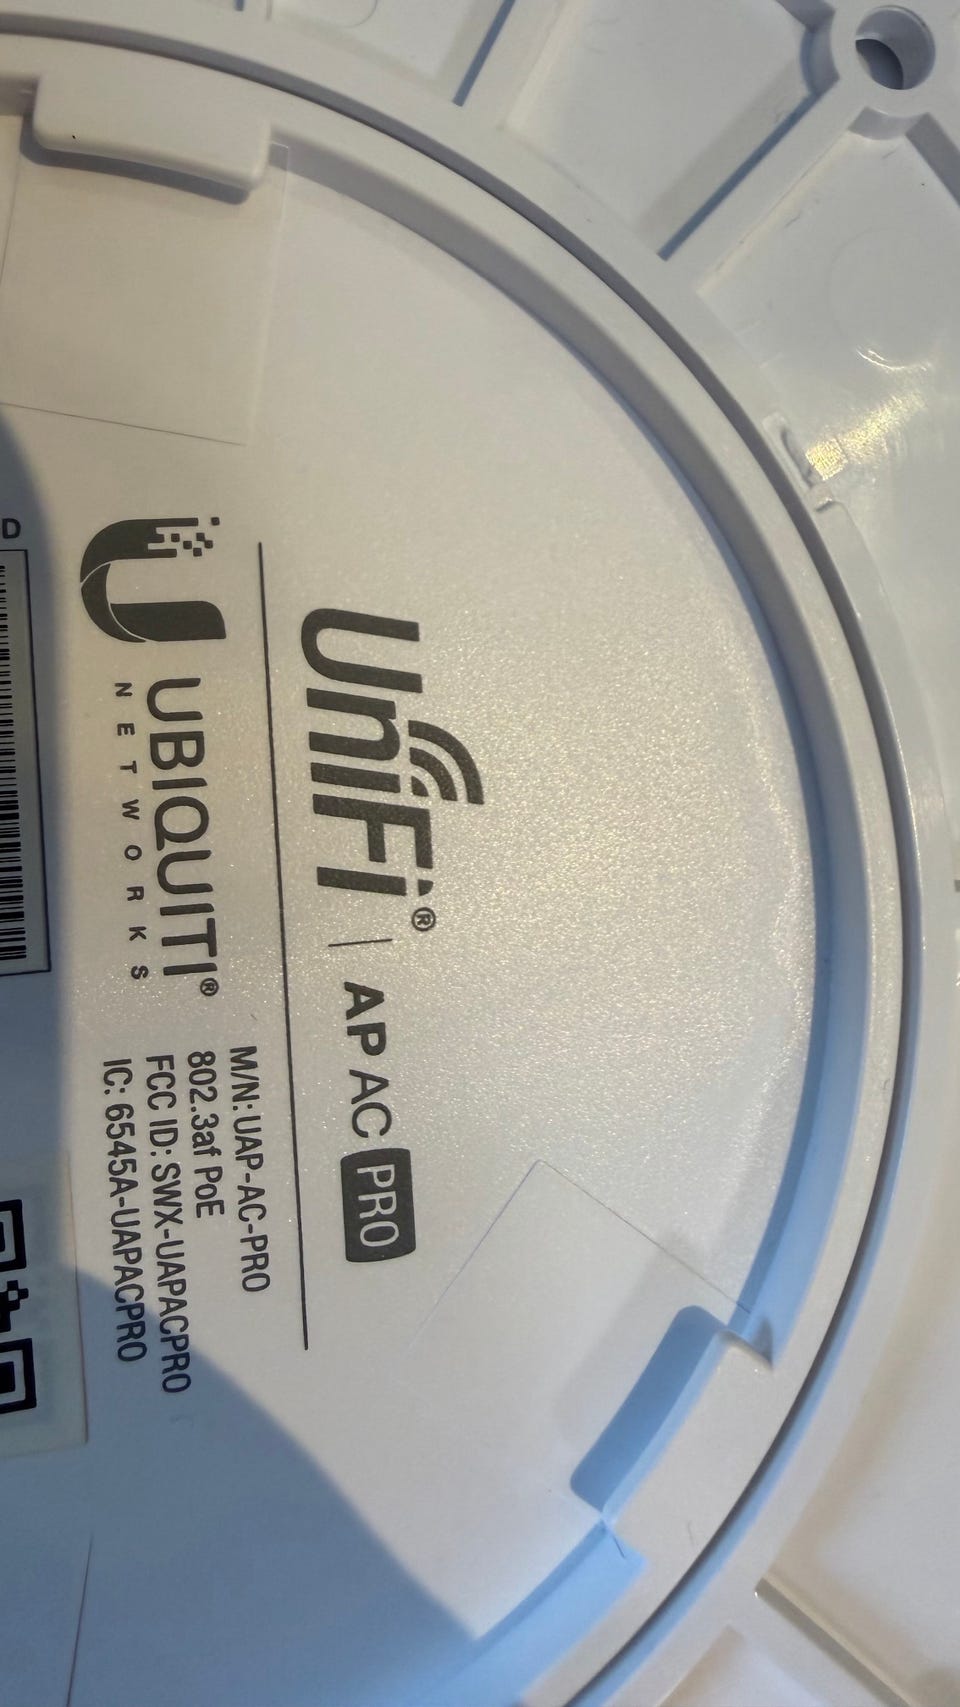 UniFi® | AP AC PRO
UBIQUITI®
NETWORKS
M/N: UAP-AC-PRO
802.3af PoE
FCC ID: SWX-UAPACPRO
IC: 6545A-UAPACPRO
D